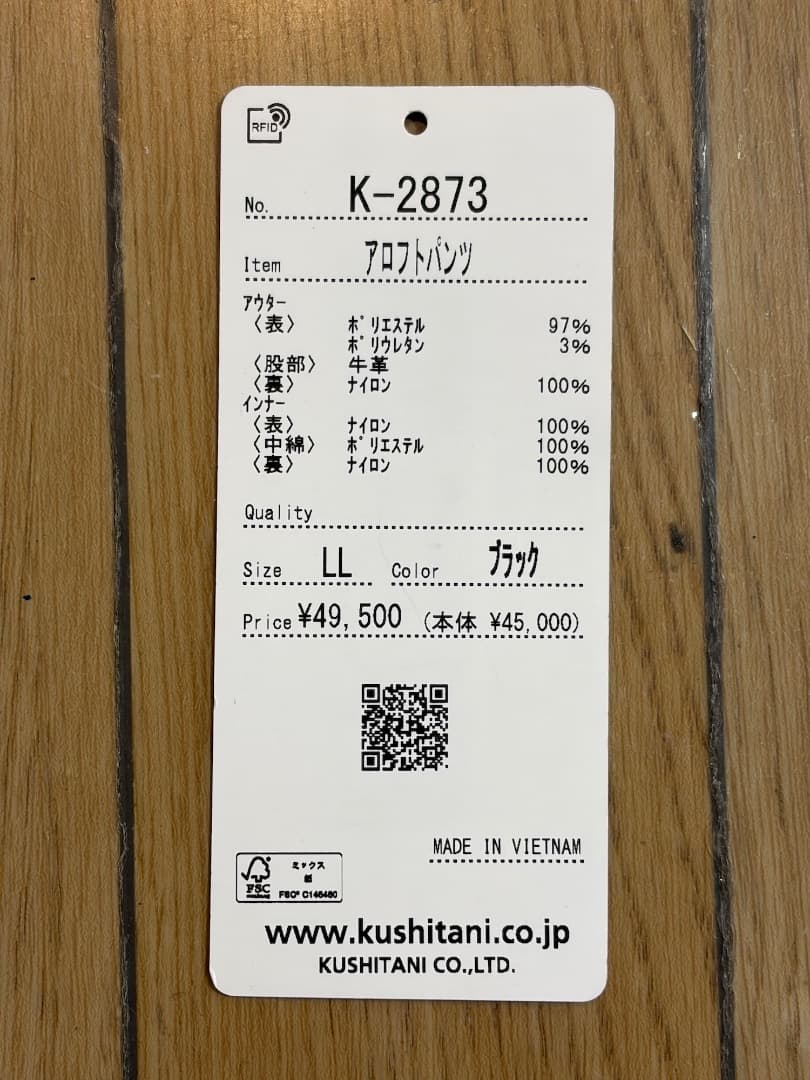 RFID
No. K-2873
Item アロフトパンツ
アウター
〈表〉 ポリエステル 97%
ポリウレタン 3%
〈股部〉 牛革
〈裏〉 ナイロン 100%
インナー
〈表〉 ナイロン 100%
〈中綿〉 ポリエステル 100%
〈裏〉 ナイロン 100%
Quality
Size LL Color ブラック
Price ¥49,500 (本体 ¥45,000)
MADE IN VIETNAM
ミックス
紙
FSC
FSC® C146460
www.kushitani.co.jp
KUSHITANI CO.,LTD.